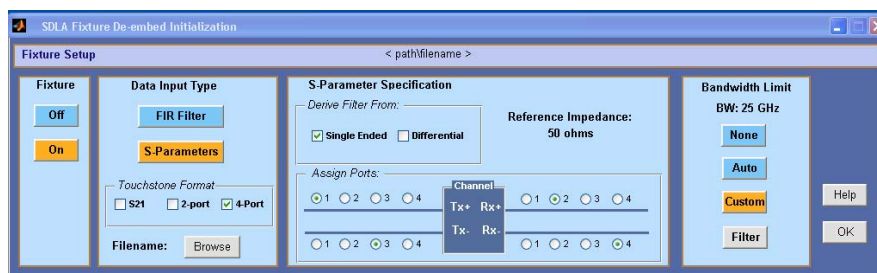 SDLA Fixture De-embed Initialization
Fixture Setup
< path\filename >
Fixture
Off
On
Data Input Type
FIR Filter
S-Parameters
Touchstone Format
S21 2-port 4-Port
Filename: Browse
S-Parameter Specification
Derive Filter From:
Single Ended Differential
Reference Impedance:
50 ohms
Assign Ports:
Channel
1 2 3 4 Tx+ Rx+ 1 2 3 4
Tx- Rx-
1 2 3 4 1 2 3 4
Bandwidth Limit
BW: 25 GHz
None
Auto
Custom
Filter
Help
OK